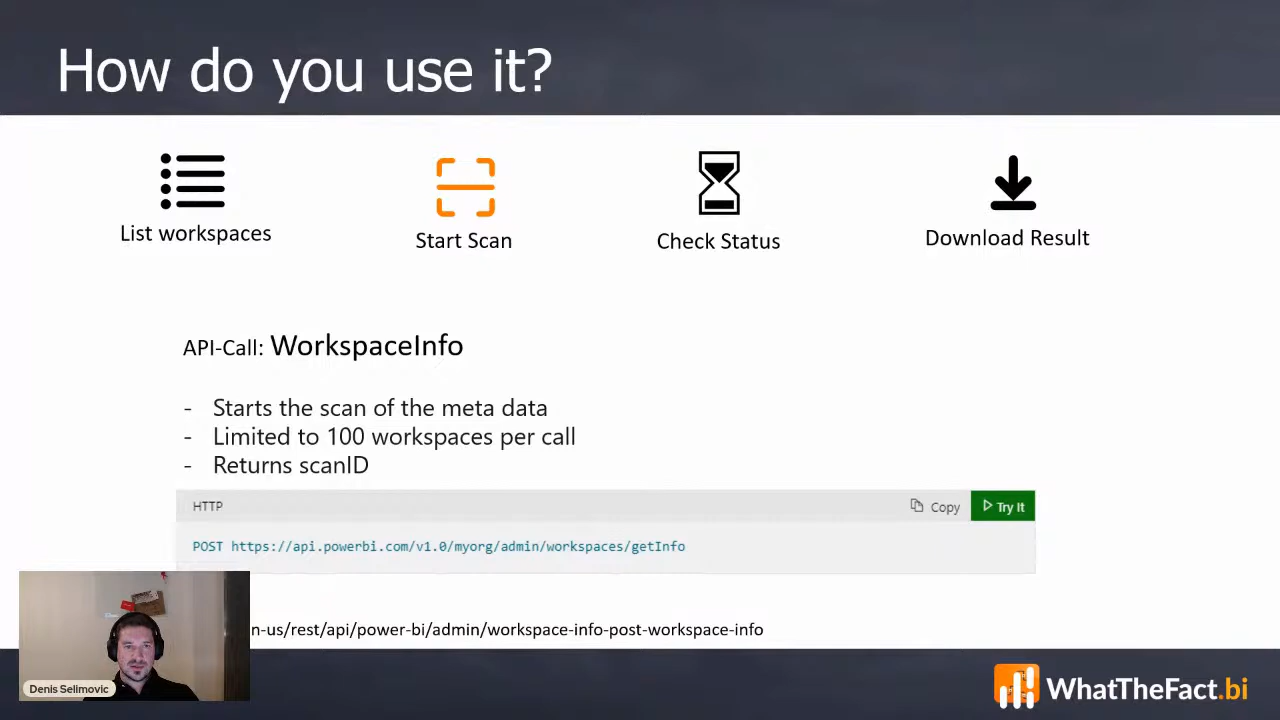 How do you use it?
List workspaces
Start Scan
Check Status
Download Result
API-Call: WorkspaceInfo
- Starts the scan of the meta data
- Limited to 100 workspaces per call
- Returns scanID
HTTP
Copy
Try It
POST https://api.powerbi.com/v1.0/myorg/admin/workspaces/getInfo
n-us/rest/api/power-bi/admin/workspace-info-post-workspace-info
Denis Selimovic
WhatTheFact.bi